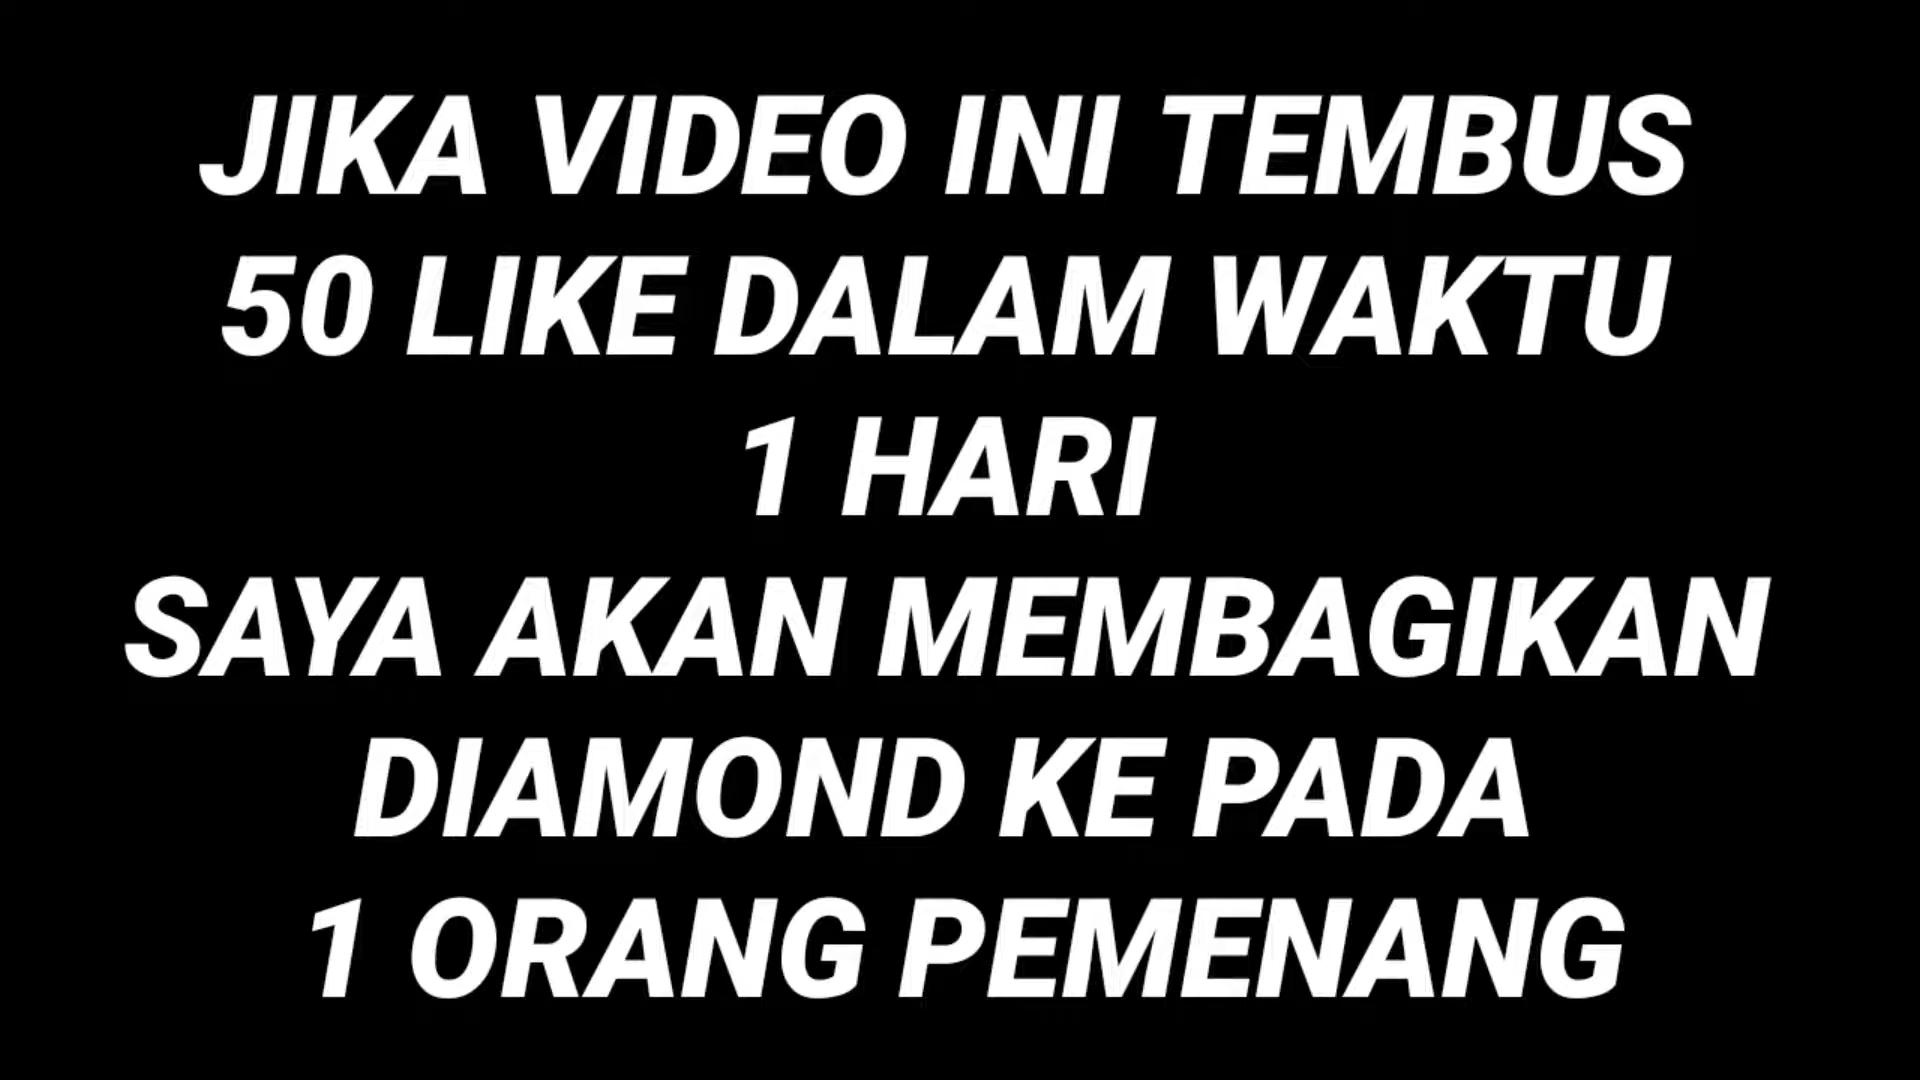 JIKA VIDEO INI TEMBUS
50 LIKE DALAM WAKTU
1 HARI
SAYA AKAN MEMBAGIKAN
DIAMOND KE PADA
1 ORANG PEMENANG